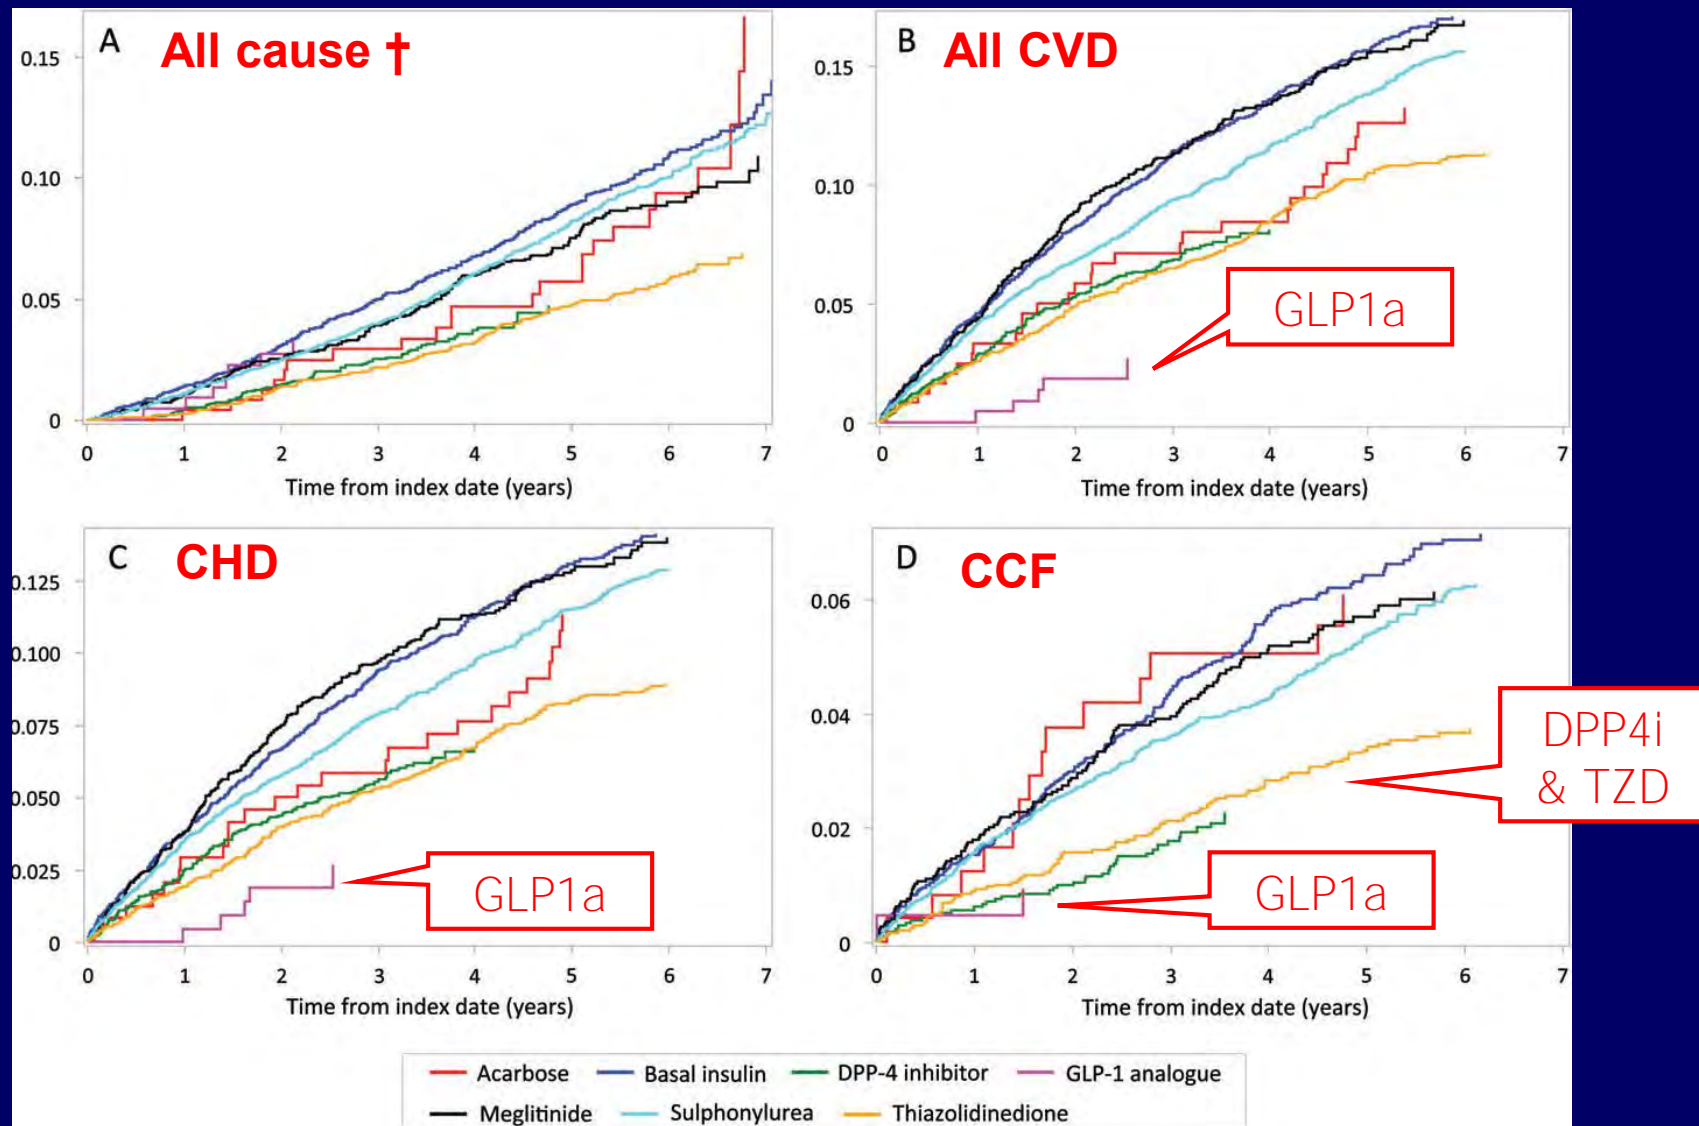 A All cause †
0.15
0.10
0.05
0
0 1 2 3 4 5 6 7
Time from index date (years)
B All CVD
0.15
0.10
0.05
0
GLP1a
0 1 2 3 4 5 6 7
Time from index date (years)
C CHD
0.125
0.100
0.075
0.050
0.025
0
GLP1a
0 1 2 3 4 5 6 7
Time from index date (years)
D CCF
0.06
0.04
0.02
0
DPP4i
& TZD
GLP1a
0 1 2 3 4 5 6 7
Time from index date (years)
Acarbose Basal insulin DPP-4 inhibitor GLP-1 analogue
Meglitinide Sulphonylurea Thiazolidinedione